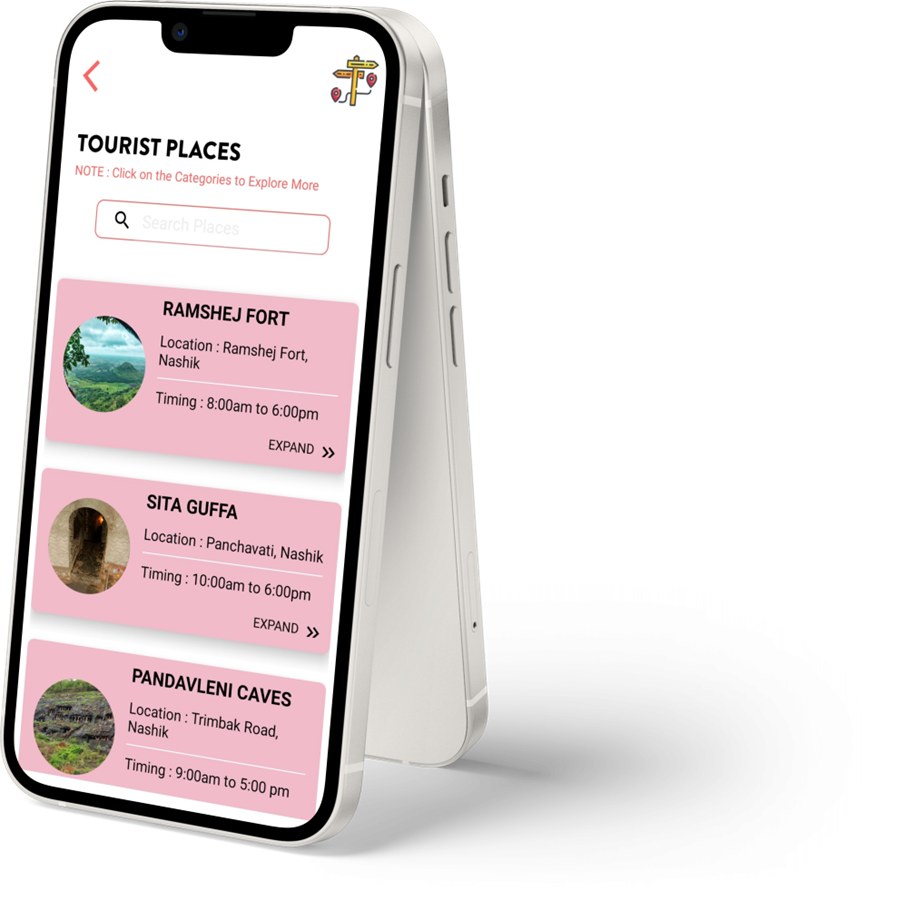 TOURIST PLACES
NOTE : Click on the Categories to Explore More
Search Places
RAMSHEJ FORT
Location : Ramshej Fort,
Nashik
Timing : 8:00am to 6:00pm
EXPAND »
SITA GUFFA
Location : Panchavati, Nashik
Timing : 10:00am to 6:00pm
EXPAND »
PANDAVLENI CAVES
Location : Trimbak Road,
Nashik
Timing : 9:00am to 5:00 pm